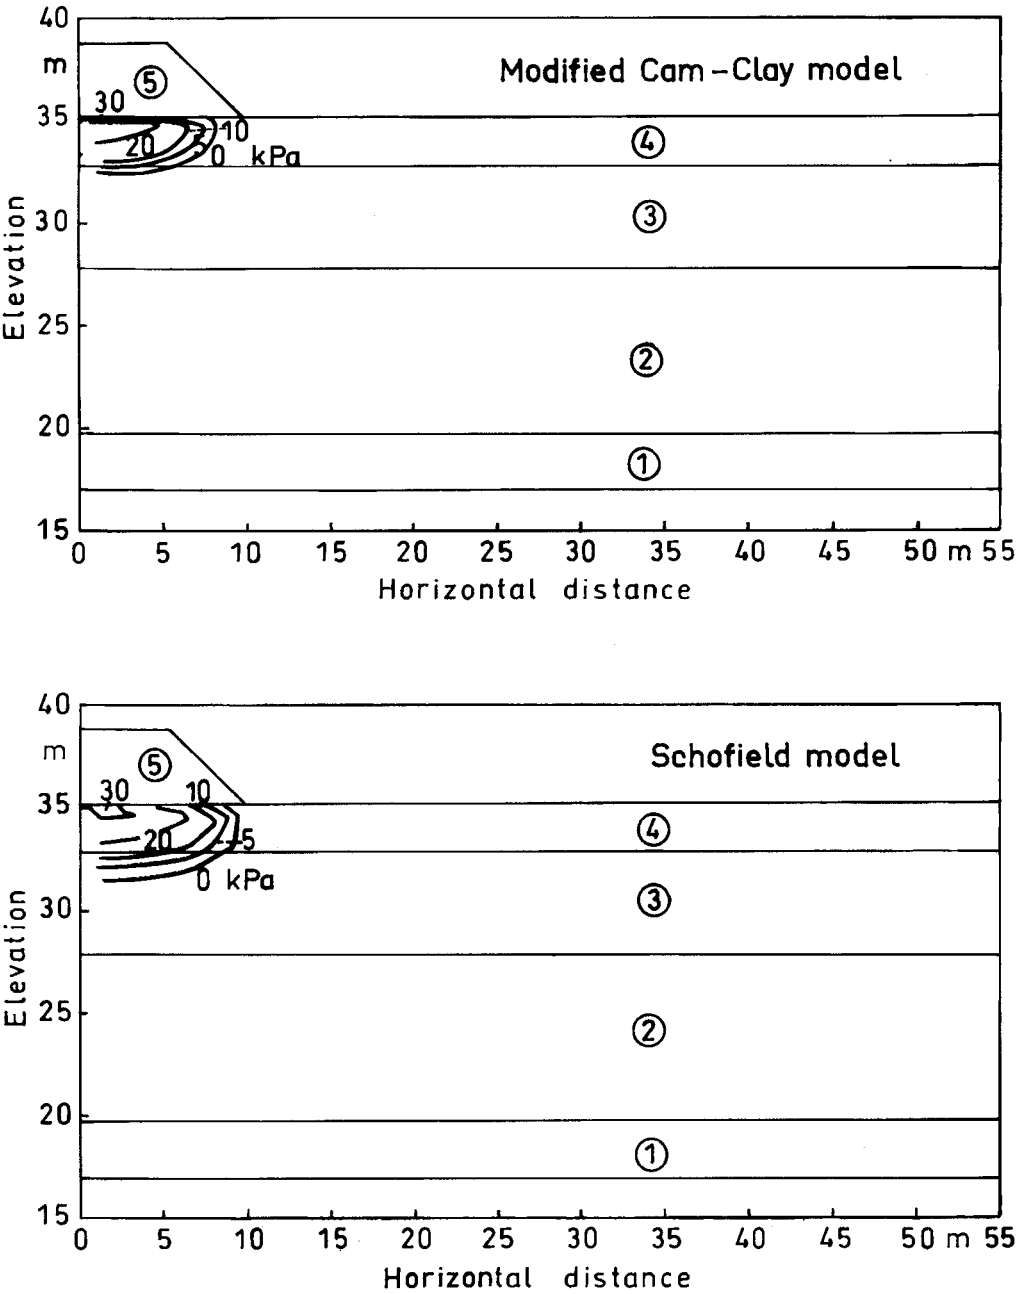 40
m
Modified Cam-Clay model
⑤
30
35
10
20
0 kPa
④
③
30
Elevation
25
②
20
①
15
0 5 10 15 20 25 30 35 40 45 50 m 55
Horizontal distance
40
m
Schofield model
⑤
30 10
35
④
20 5
0 kPa
③
30
Elevation
25
②
20
①
15
0 5 10 15 20 25 30 35 40 45 50 m 55
Horizontal distance